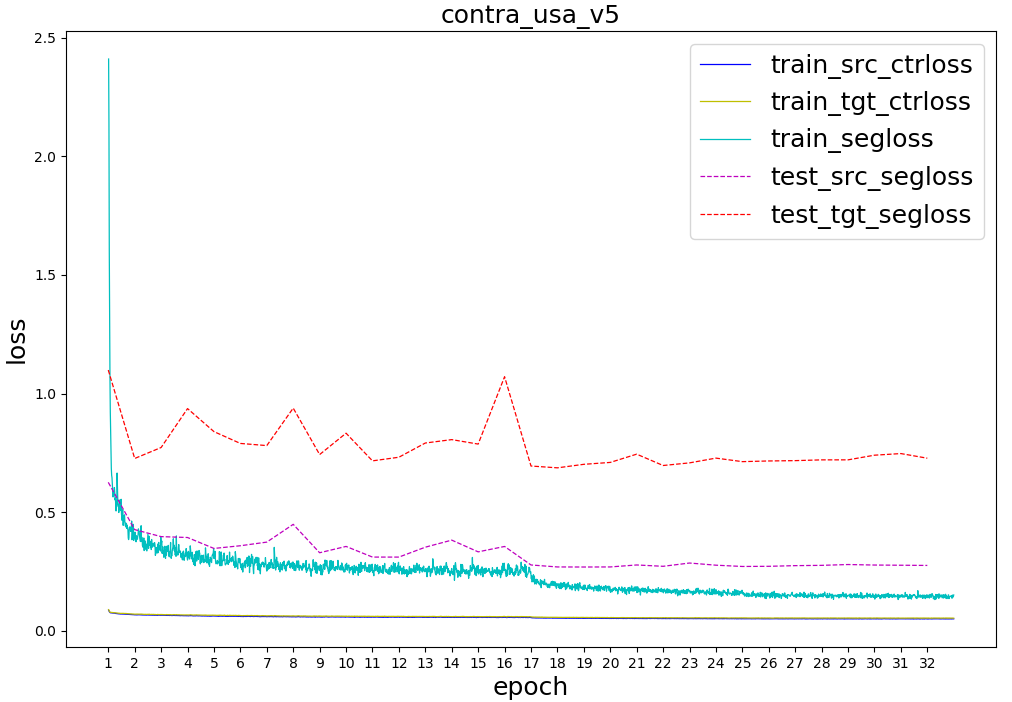 contra_usa_v5
2.5
2.0
1.5
1.0
0.5
0.0
loss
train_src_ctrloss
train_tgt_ctrloss
train_segloss
test_src_segloss
test_tgt_segloss
1 2 3 4 5 6 7 8 9 10 11 12 13 14 15 16 17 18 19 20 21 22 23 24 25 26 27 28 29 30 31 32
epoch